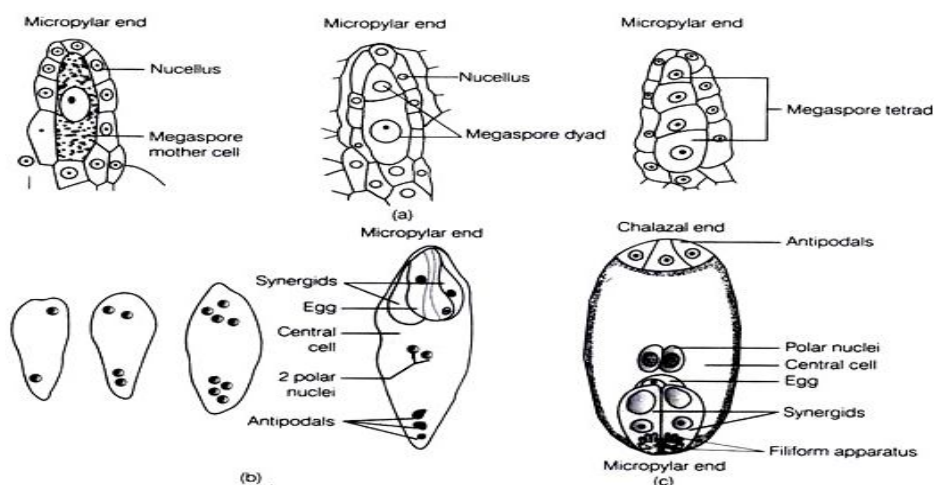 Micropylar end
Nucellus
Megaspore
mother cell
Micropylar end
Nucellus
Megaspore dyad
Micropylar end
Megaspore tetrad
(a)
Micropylar end
Synergids
Egg
Central
cell
2 polar
nuclei
Antipodals
(b)
Chalazal end
Antipodals
Polar nuclei
Central cell
Egg
Synergids
Filiform apparatus
Micropylar end
(c)